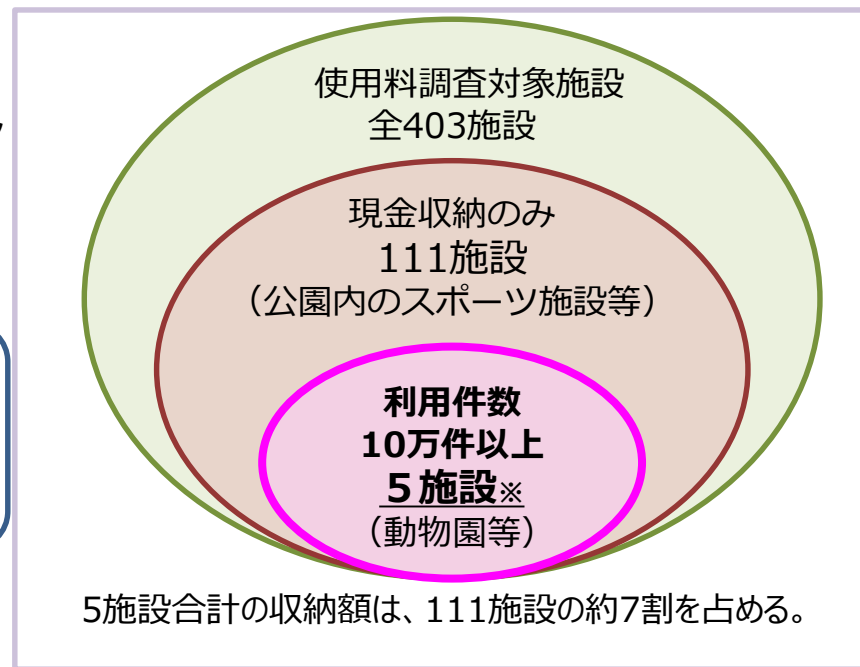 使用料調査対象施設
全403施設
現金収納のみ
111施設
（公園内のスポーツ施設等）
利用件数
10万件以上
５施設※
（動物園等）
5施設合計の収納額は、111施設の約7割を占める。